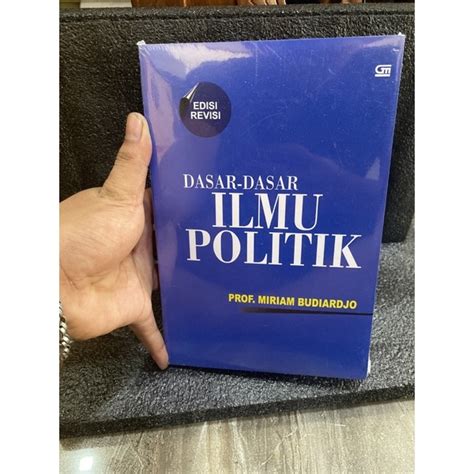 GM
EDISI
REVISI
DASAR-DASAR
ILMU
POLITIK
PROF. MIRIAM BUDIARDJO